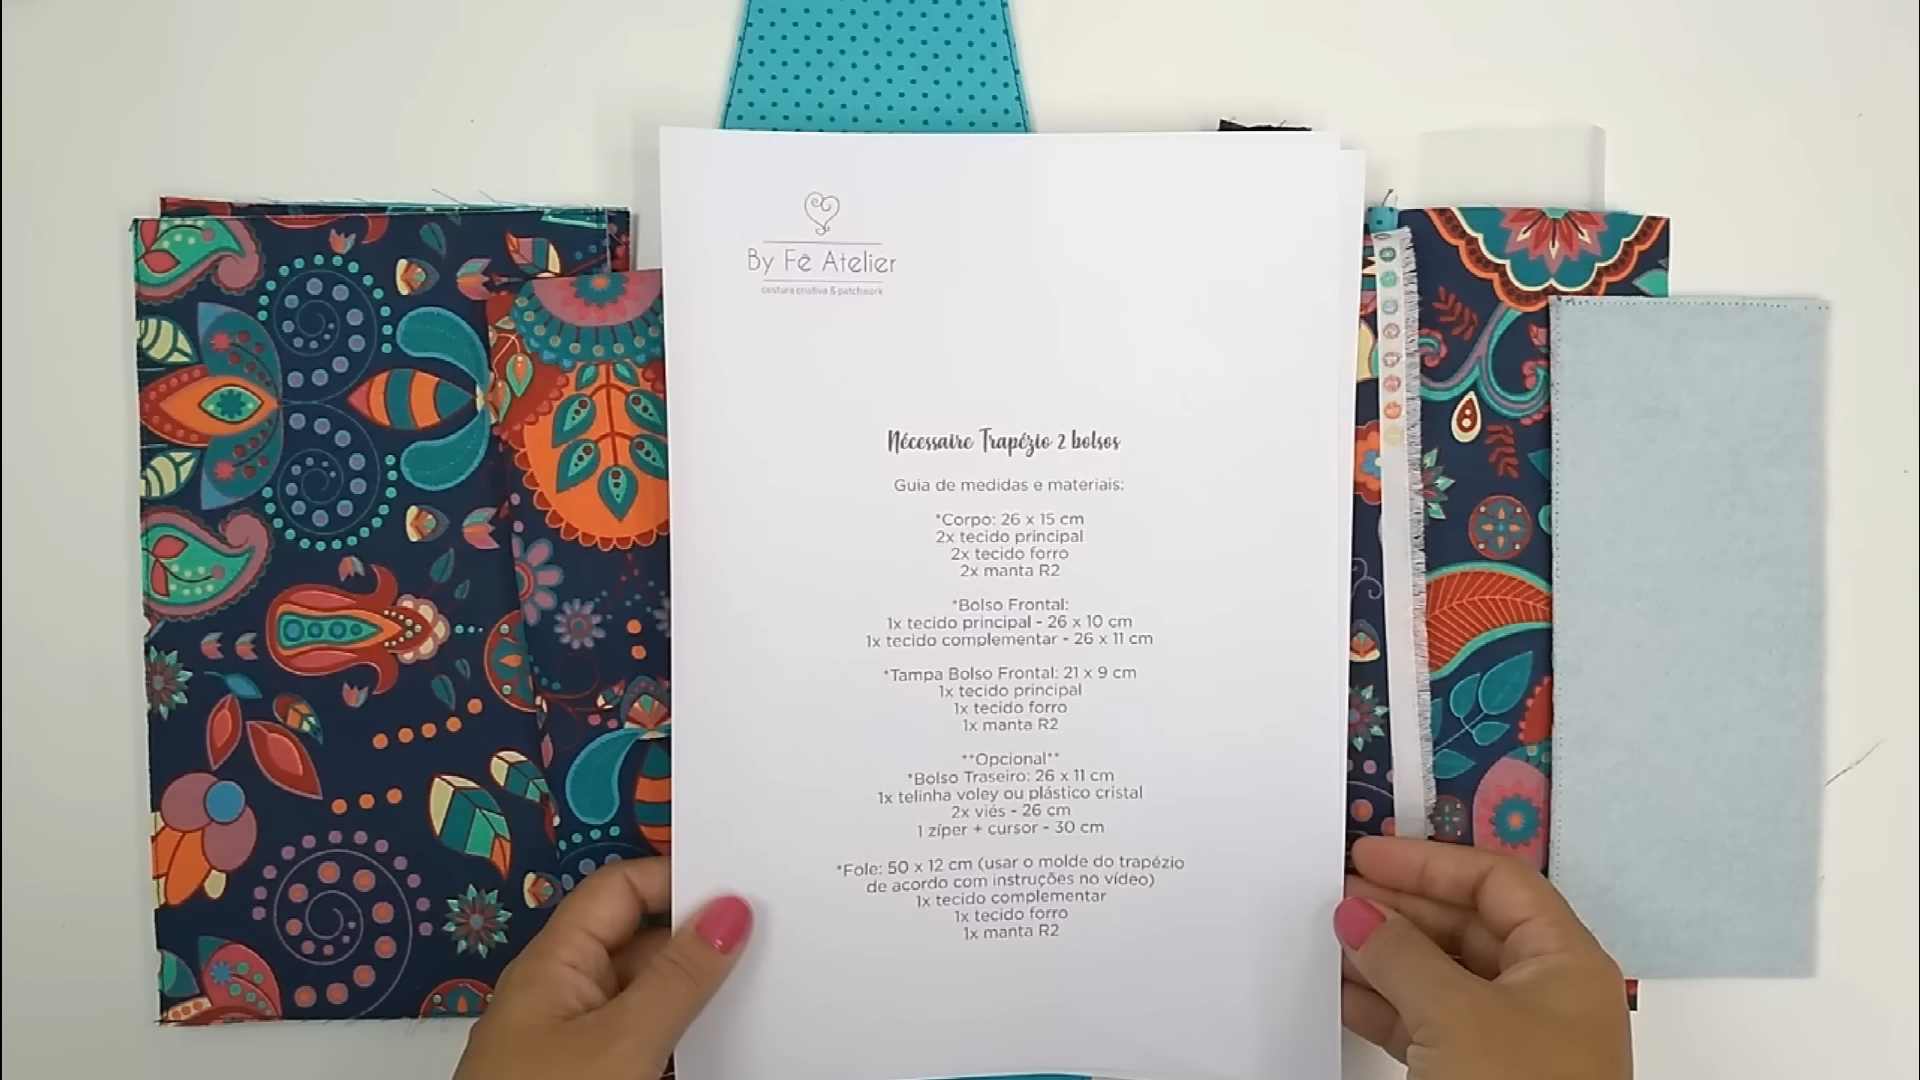 By Fê Atelier
costura criativa & patchwork
Nécessaire Trapézio 2 bolsos
Guia de medidas e materiais:
*Corpo: 26 x 15 cm
2x tecido principal
2x tecido forro
2x manta R2
*Bolso Frontal:
1x tecido principal - 26 x 10 cm
1x tecido complementar - 26 x 11 cm
*Tampa Bolso Frontal: 21 x 9 cm
1x tecido principal
1x tecido forro
1x manta R2
**Opcional**
*Bolso Traseiro: 26 x 11 cm
1x telinha voley ou plástico cristal
2x viés - 26 cm
1 zíper + cursor - 30 cm
*Fole: 50 x 12 cm (usar o molde do trapézio
de acordo com instruções no vídeo)
1x tecido complementar
1x tecido forro
1x manta R2